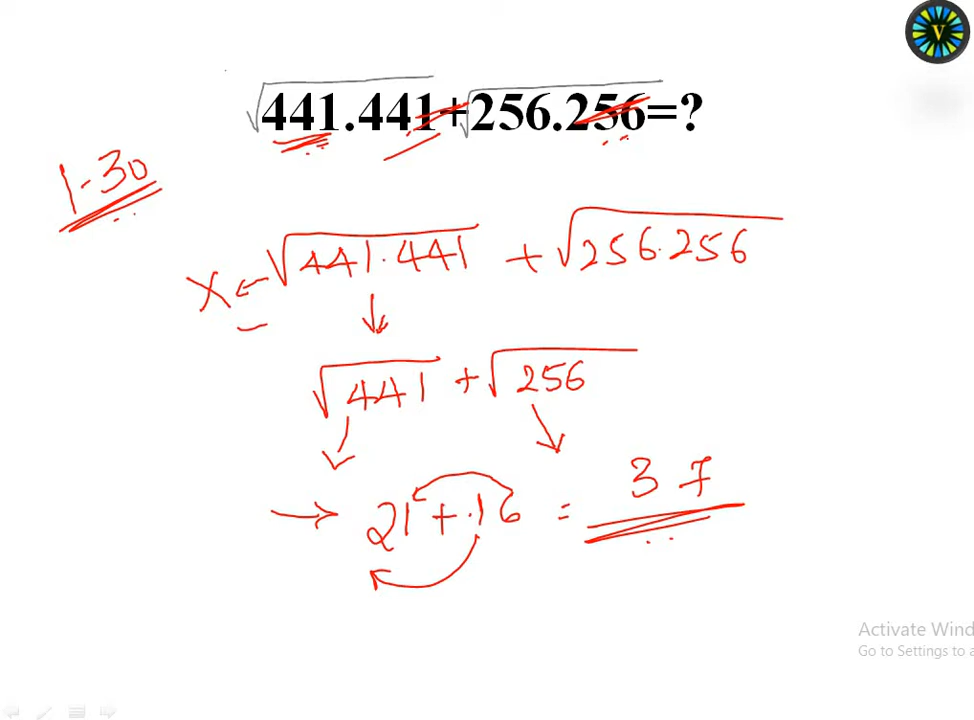 V
√441.441+√256.256=?
1-30
X ← √441.441 + √256.256
√441 + √256
→ 21 + 16 = 37
Activate Wind
Go to Settings to a